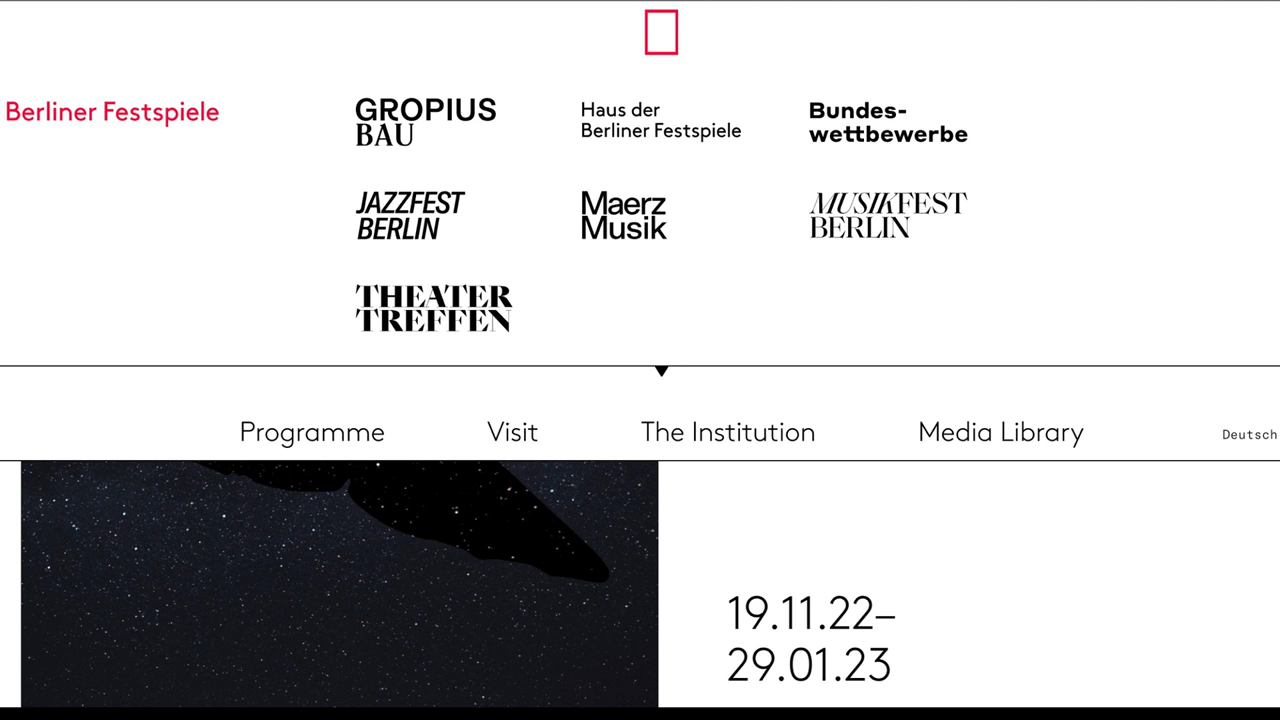 Berliner Festspiele
GROPIUS
BAU
Haus der
Berliner Festspiele
Bundes-
wettbewerbe
JAZZFEST
BERLIN
Maerz
Musik
MUSIKFEST
BERLIN
THEATER
TREFFEN
Programme
Visit
The Institution
Media Library
Deutsch
19.11.22–
29.01.23